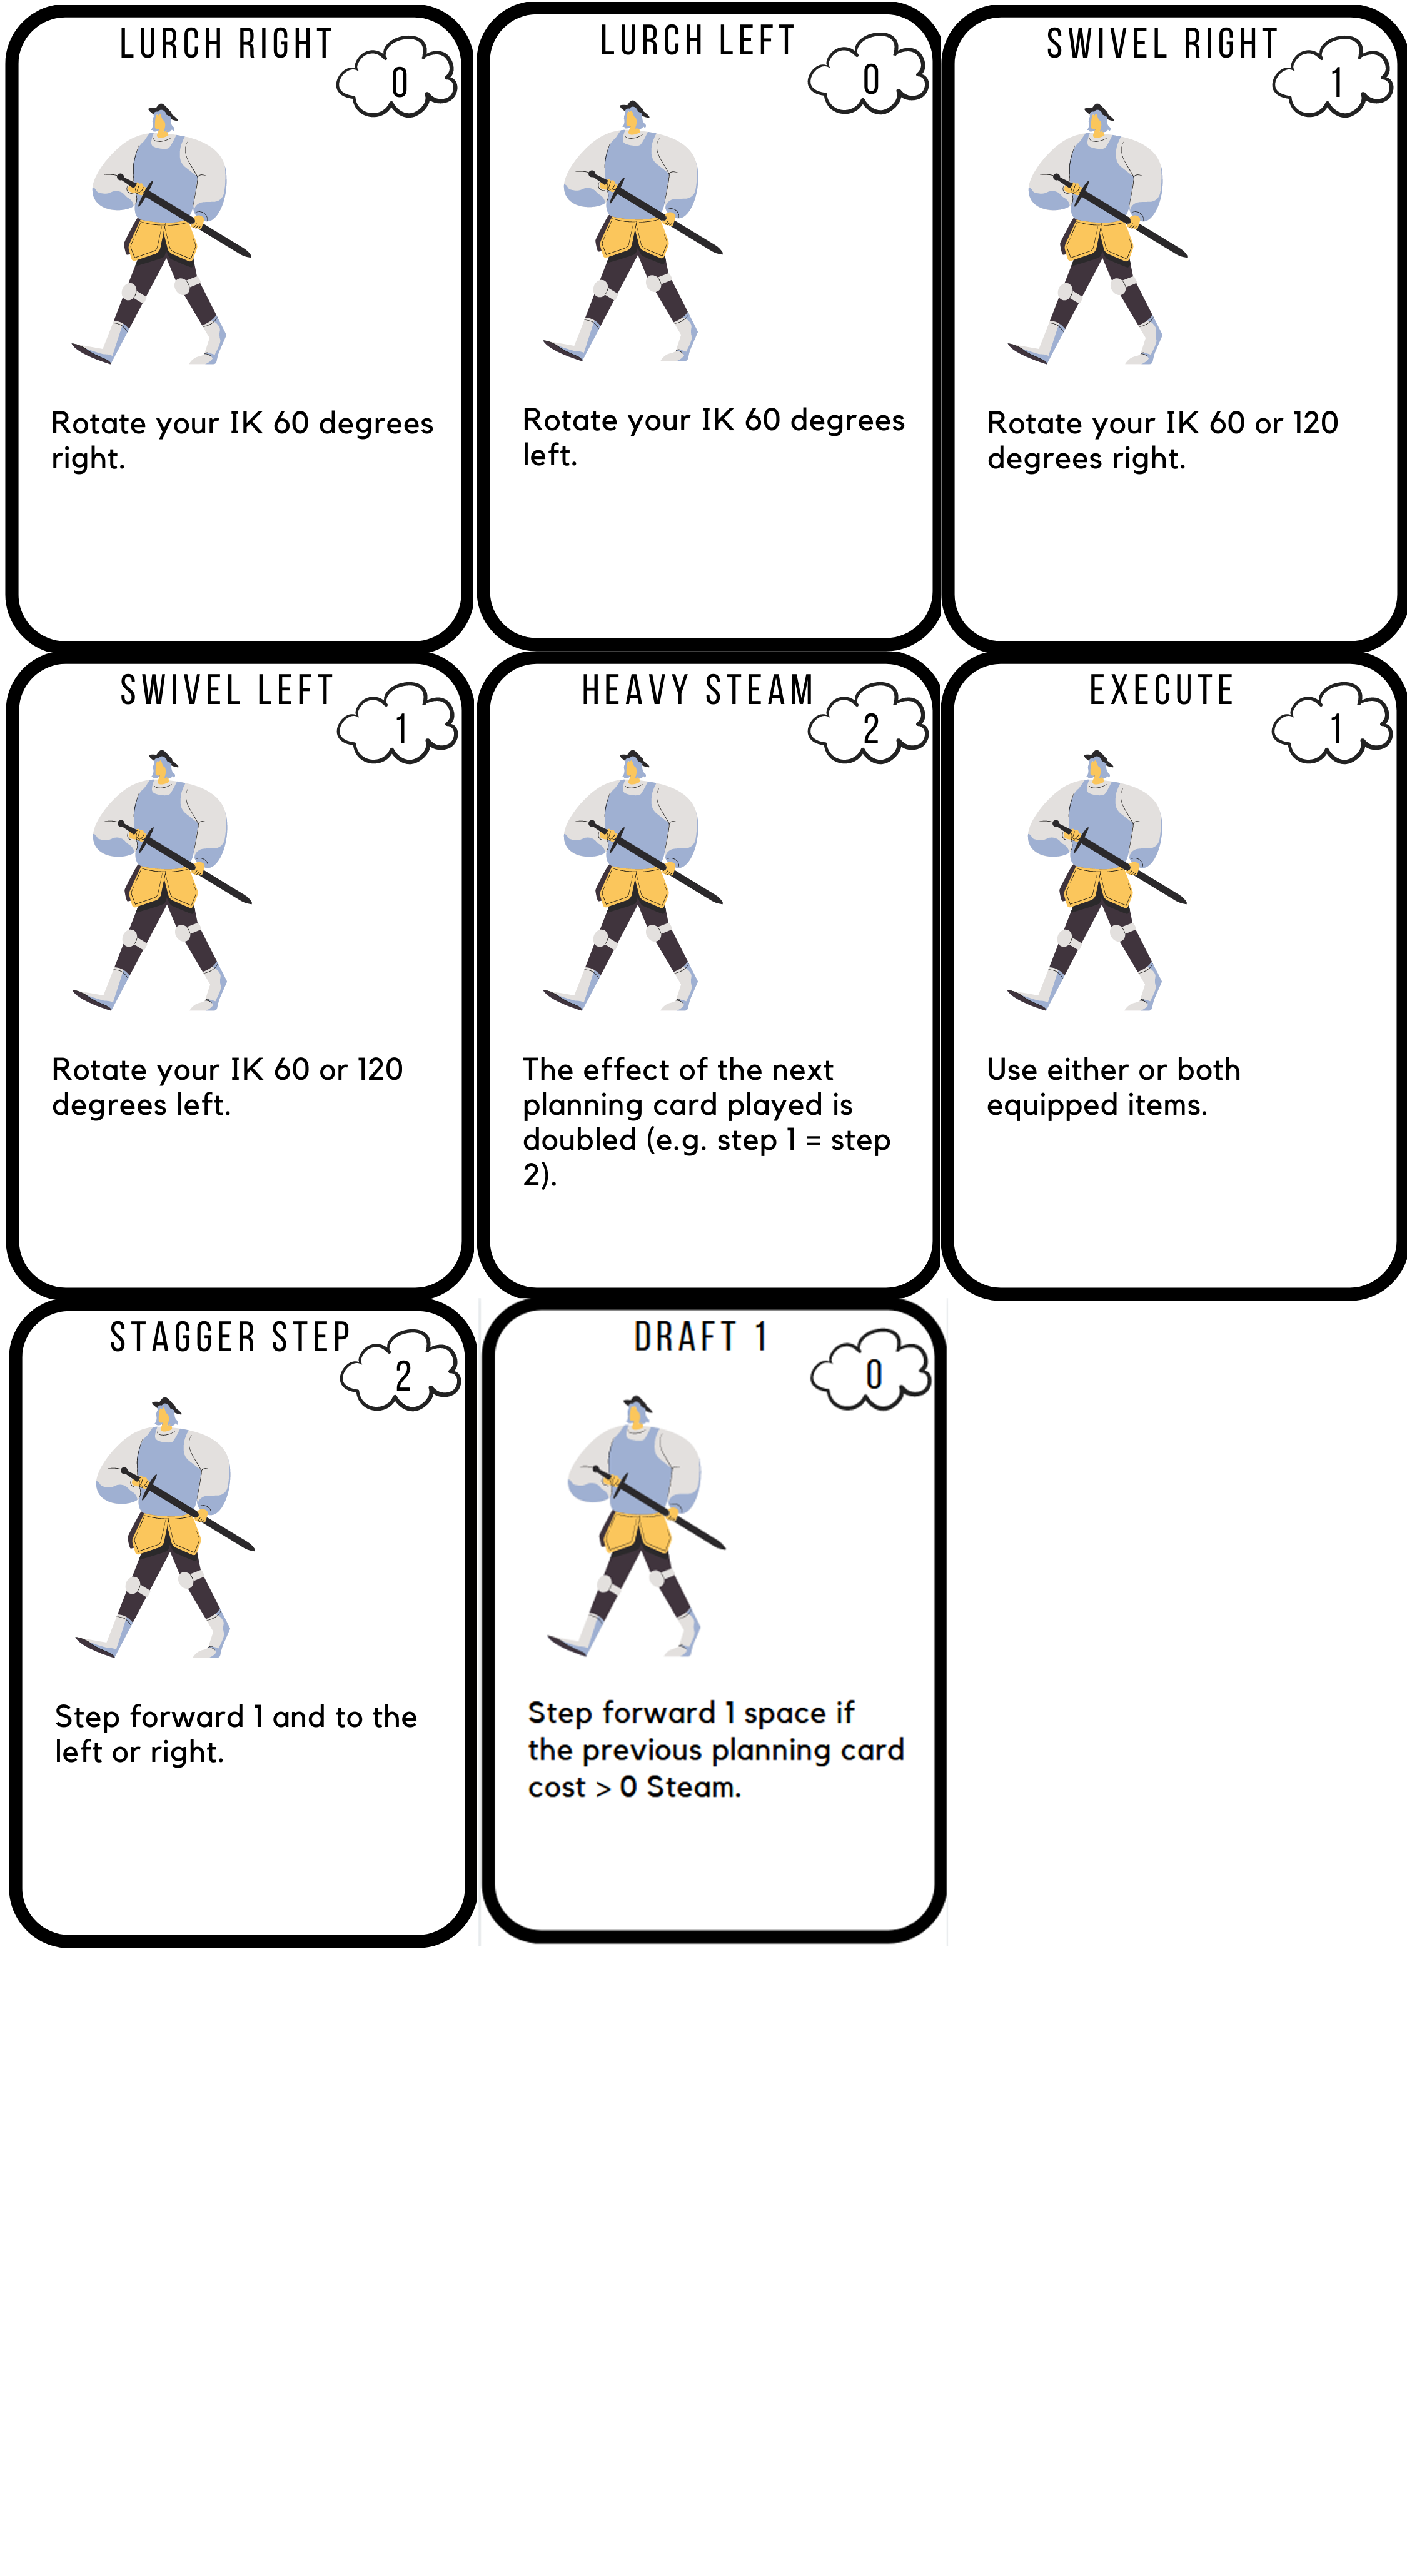 LURCH RIGHT
0
Rotate your IK 60 degrees
right.
LURCH LEFT
0
Rotate your IK 60 degrees
left.
SWIVEL RIGHT
1
Rotate your IK 60 or 120
degrees right.
SWIVEL LEFT
1
Rotate your IK 60 or 120
degrees left.
HEAVY STEAM
2
The effect of the next
planning card played is
doubled (e.g. step 1 = step
2).
EXECUTE
1
Use either or both
equipped items.
STAGGER STEP
2
Step forward 1 and to the
left or right.
DRAFT 1
0
Step forward 1 space if
the previous planning card
cost > 0 Steam.